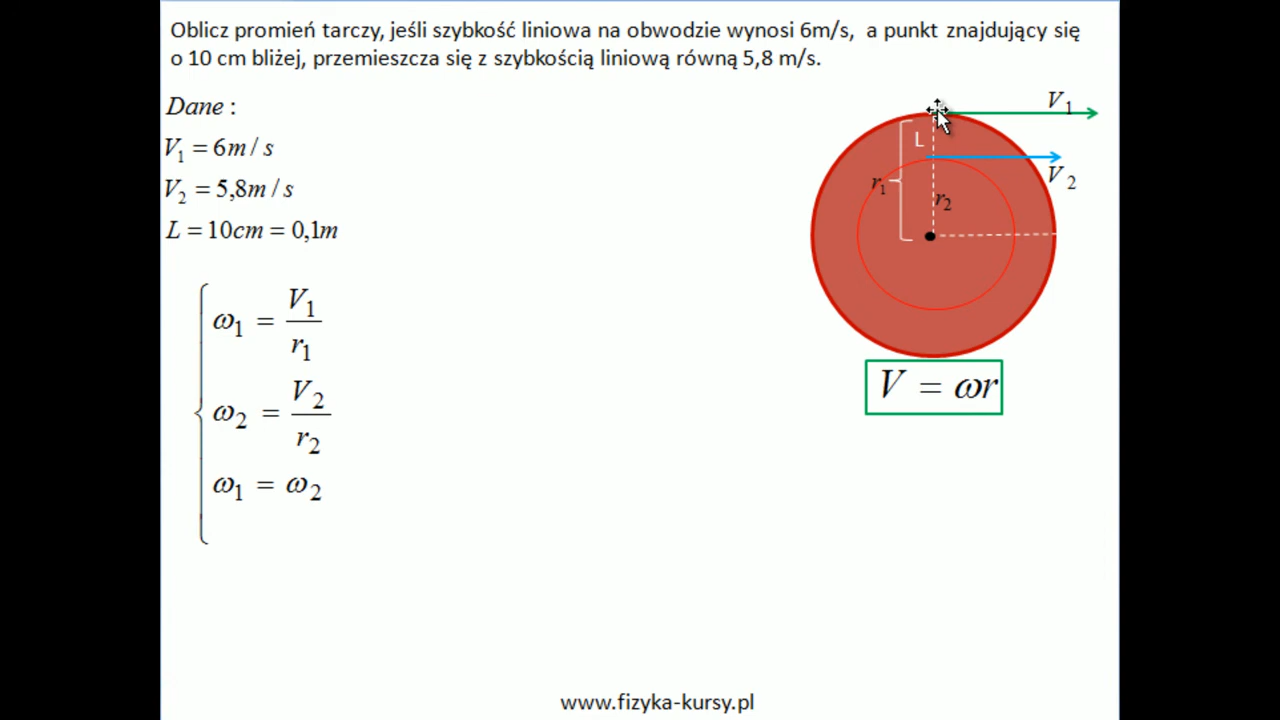 Oblicz promień tarczy, jeśli szybkość liniowa na obwodzie wynosi 6m/s, a punkt znajdujący się
o 10 cm bliżej, przemieszcza się z szybkością liniową równą 5,8 m/s.
Dane :
V₁ = 6m / s
V₂ = 5,8m / s
L = 10cm = 0,1m
ω₁ = V₁ / r₁
ω₂ = V₂ / r₂
ω₁ = ω₂
V₁
L
V₂
r₁
r₂
V = ωr
www.fizyka-kursy.pl